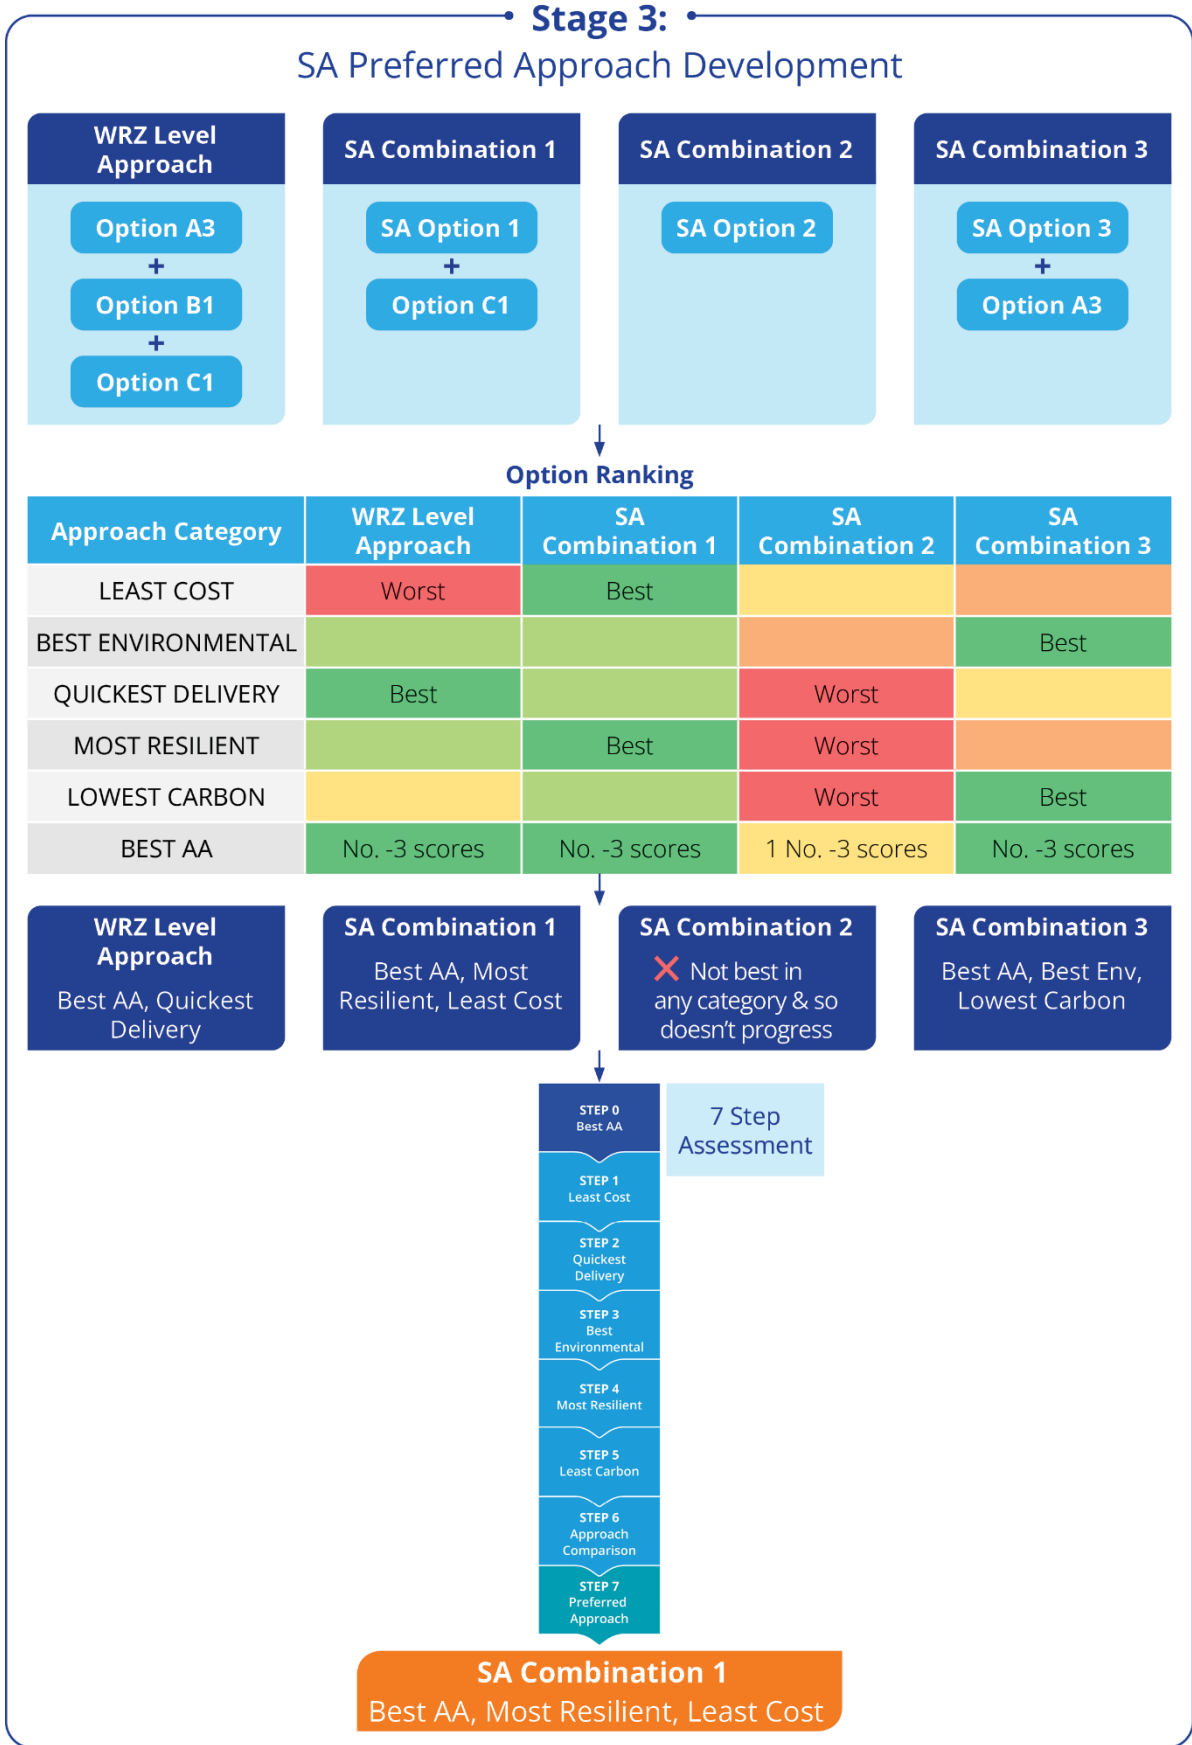 Stage 3:
SA Preferred Approach Development
WRZ Level
Approach
Option A3
+
Option B1
+
Option C1
SA Combination 1
SA Option 1
+
Option C1
SA Combination 2
SA Option 2
SA Combination 3
SA Option 3
+
Option A3
Option Ranking
Approach Category
WRZ Level
Approach
SA
Combination 1
SA
Combination 2
SA
Combination 3
LEAST COST
Worst
Best
BEST ENVIRONMENTAL
Best
QUICKEST DELIVERY
Best
Worst
MOST RESILIENT
Best
Worst
LOWEST CARBON
Worst
Best
BEST AA
No. -3 scores
No. -3 scores
1 No. -3 scores
No. -3 scores
WRZ Level
Approach
Best AA, Quickest
Delivery
SA Combination 1
Best AA, Most
Resilient, Least Cost
SA Combination 2
Not best in
any category & so
doesn’t progress
SA Combination 3
Best AA, Best Env,
Lowest Carbon
STEP 0
Best AA
7 Step
Assessment
STEP 1
Least Cost
STEP 2
Quickest
Delivery
STEP 3
Best
Environmental
STEP 4
Most Resilient
STEP 5
Least Carbon
STEP 6
Approach
Comparison
STEP 7
Preferred
Approach
SA Combination 1
Best AA, Most Resilient, Least Cost